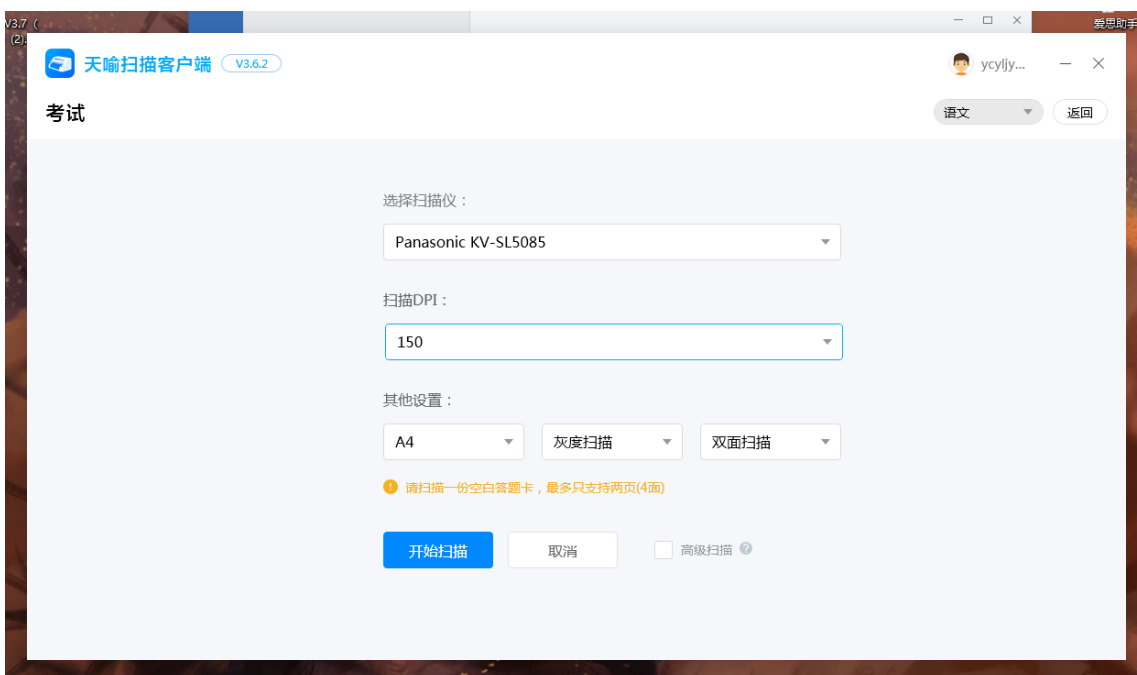 V3.7 (
(2).
爱思助手
天喻扫描客户端 V3.6.2
ycyljy...
考试
语文
返回
选择扫描仪：
Panasonic KV-SL5085
扫描DPI：
150
其他设置：
A4 灰度扫描 双面扫描
请扫描一份空白答题卡，最多只支持两页(4面)
开始扫描 取消 高级扫描